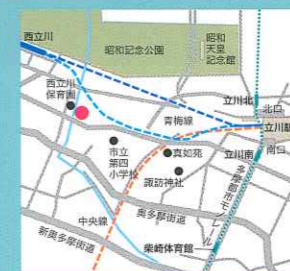 西立川
昭和記念公園
昭和
天皇
記念館
西立川
保育園
立川北
北口
青梅線
立川駅
市立
第四
小学校
真如苑
立川南
南口
諏訪神社
多摩都市モノレール
奥多摩街道
中央線
新奥多摩街道
柴崎体育館